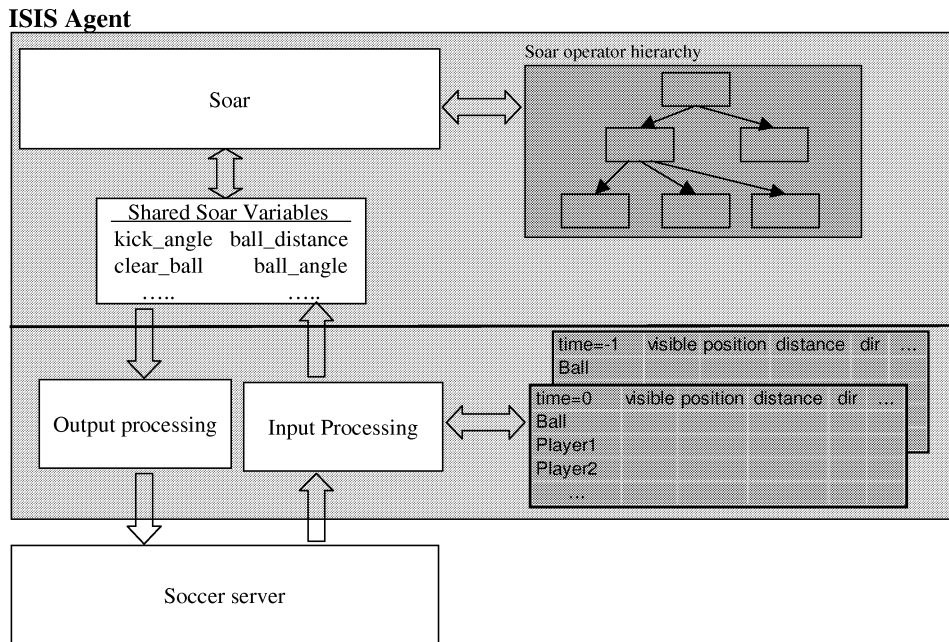 ISIS Agent
Soar operator hierarchy
Soar
Shared Soar Variables
kick_angle ball_distance
clear_ball ball_angle
..... .....
time=-1 visible position distance dir ...
Ball
time=0 visible position distance dir ...
Ball
Player1
Player2
...
Output processing
Input Processing
Soccer server